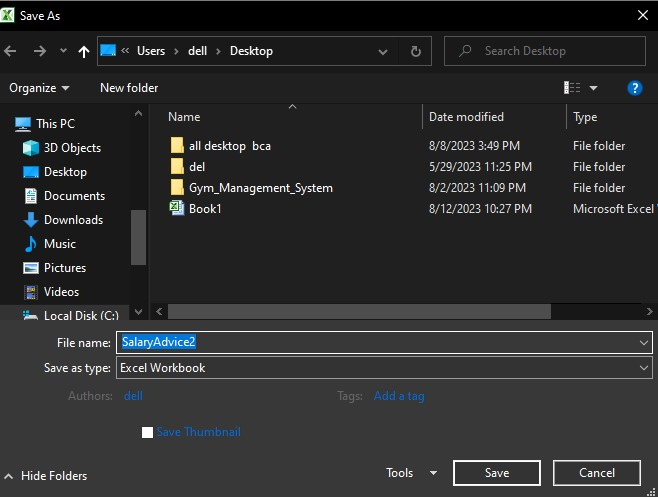 Save As
Users > dell > Desktop
Search Desktop
Organize New folder ?
Name Date modified Type
This PC
3D Objects
Desktop
Documents
Downloads
Music
Pictures
Videos
Local Disk (C:)
all desktop bca 8/8/2023 3:49 PM File folder
del 5/29/2023 11:25 PM File folder
Gym_Management_System 8/2/2023 11:09 PM File folder
Book1 8/12/2023 10:27 PM Microsoft Excel
File name: SalaryAdvice2
Save as type: Excel Workbook
Authors: dell Tags: Add a tag
Save Thumbnail
Hide Folders Tools Save Cancel